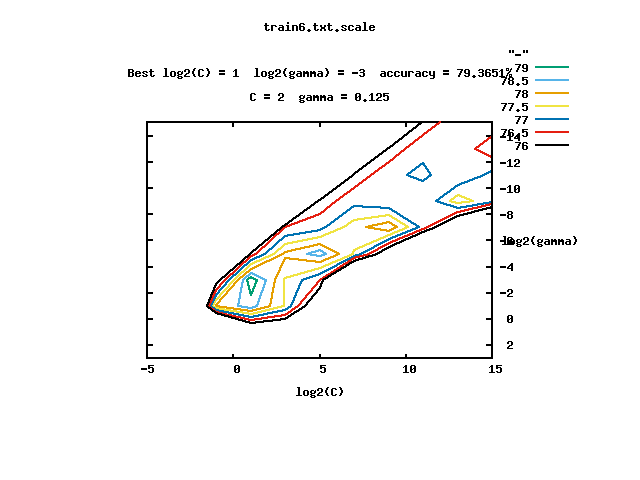 train6.txt.scale
"-"
Best log2(C) = 1  log2(gamma) = -3  accuracy = 79.3651%
79
78.5
C = 2  gamma = 0.125
78
77.5
77
76.5
76
-14
-12
-10
-8
-6
log2(gamma)
-4
-2
0
2
-5 0 5 10 15
log2(C)